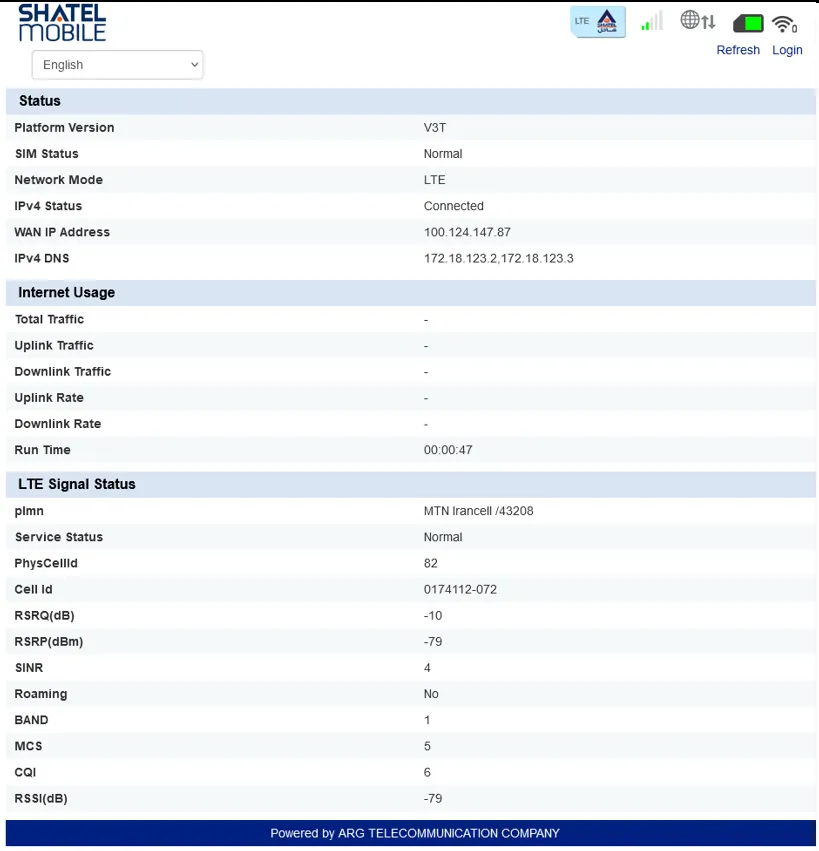 SHATEL
MOBILE
LTE
Refresh Login
English
Status
Platform Version V3T
SIM Status Normal
Network Mode LTE
IPv4 Status Connected
WAN IP Address 100.124.147.87
IPv4 DNS 172.18.123.2,172.18.123.3
Internet Usage
Total Traffic -
Uplink Traffic -
Downlink Traffic -
Uplink Rate -
Downlink Rate -
Run Time 00:00:47
LTE Signal Status
plmn MTN Irancell /43208
Service Status Normal
PhysCellId 82
Cell Id 0174112-072
RSRQ(dB) -10
RSRP(dBm) -79
SINR 4
Roaming No
BAND 1
MCS 5
CQI 6
RSSI(dB) -79
Powered by ARG TELECOMMUNICATION COMPANY